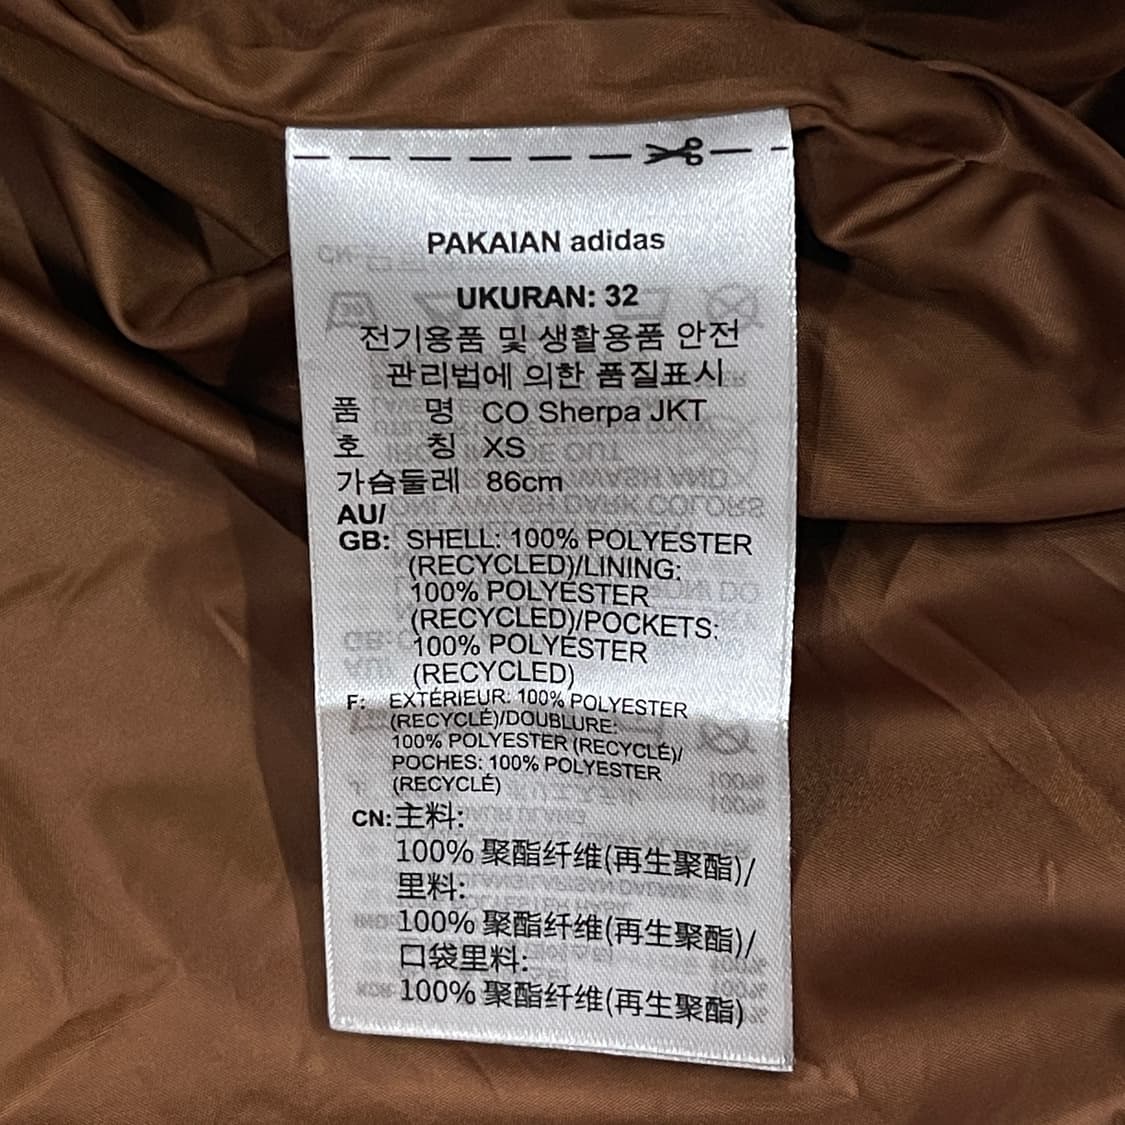 PAKAIAN adidas
UKURAN: 32
전기용품 및 생활용품 안전
관리법에 의한 품질표시
품 명 CO Sherpa JKT
호 칭 XS
가슴둘레 86cm
AU/
GB: SHELL: 100% POLYESTER
(RECYCLED)/LINING:
100% POLYESTER
(RECYCLED)/POCKETS:
100% POLYESTER
(RECYCLED)
F: EXTÉRIEUR: 100% POLYESTER
(RECYCLÉ)/DOUBLURE:
100% POLYESTER (RECYCLÉ)/
POCHES: 100% POLYESTER
(RECYCLÉ)
CN: 主料:
100% 聚酯纤维(再生聚酯)/
里料:
100% 聚酯纤维(再生聚酯)/
口袋里料:
100% 聚酯纤维(再生聚酯)